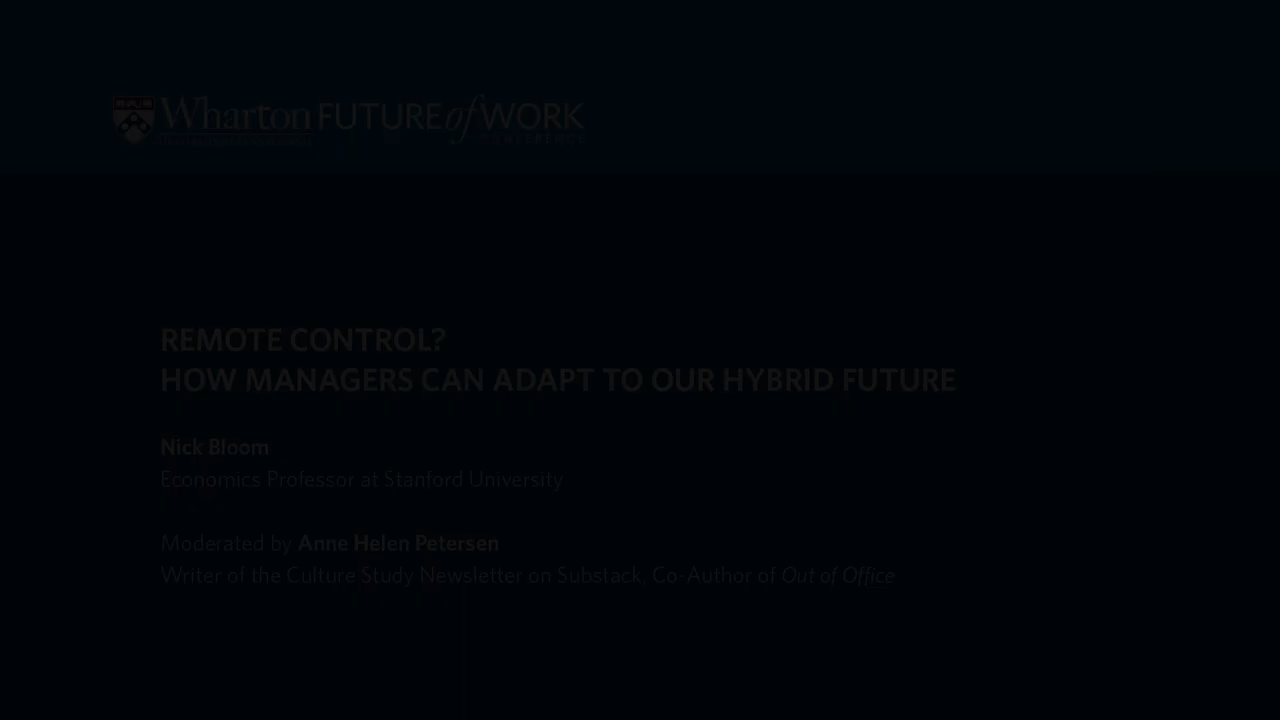 Wharton FUTURE of WORK
CONFERENCE
REMOTE CONTROL?
HOW MANAGERS CAN ADAPT TO OUR HYBRID FUTURE
Nick Bloom
Economics Professor at Stanford University
Moderated by Anne Helen Petersen
Writer of the Culture Study Newsletter on Substack, Co-Author of Out of Office